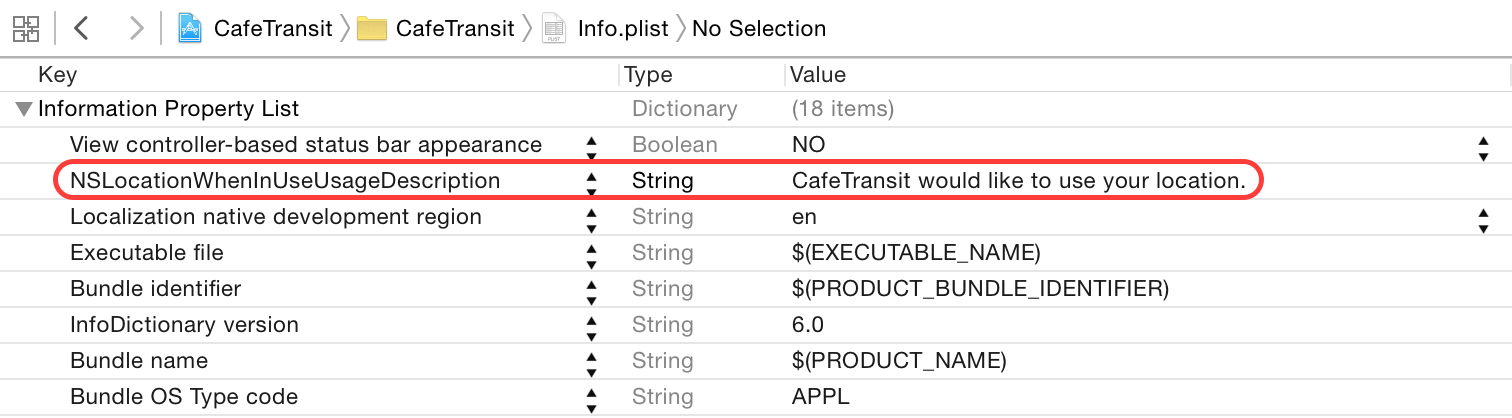 CafeTransit CafeTransit Info.plist No Selection
Key Type Value
Information Property List Dictionary (18 items)
View controller-based status bar appearance Boolean NO
NSLocationWhenInUseUsageDescription String CafeTransit would like to use your location.
Localization native development region String en
Executable file String $(EXECUTABLE_NAME)
Bundle identifier String $(PRODUCT_BUNDLE_IDENTIFIER)
InfoDictionary version String 6.0
Bundle name String $(PRODUCT_NAME)
Bundle OS Type code String APPL